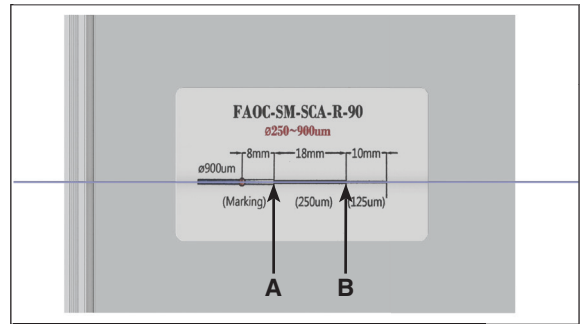 FAOC-SM-SCA-R-90
ø250~900um
8mm 18mm 10mm
ø900um
(Marking) (250um) (125um)
A B